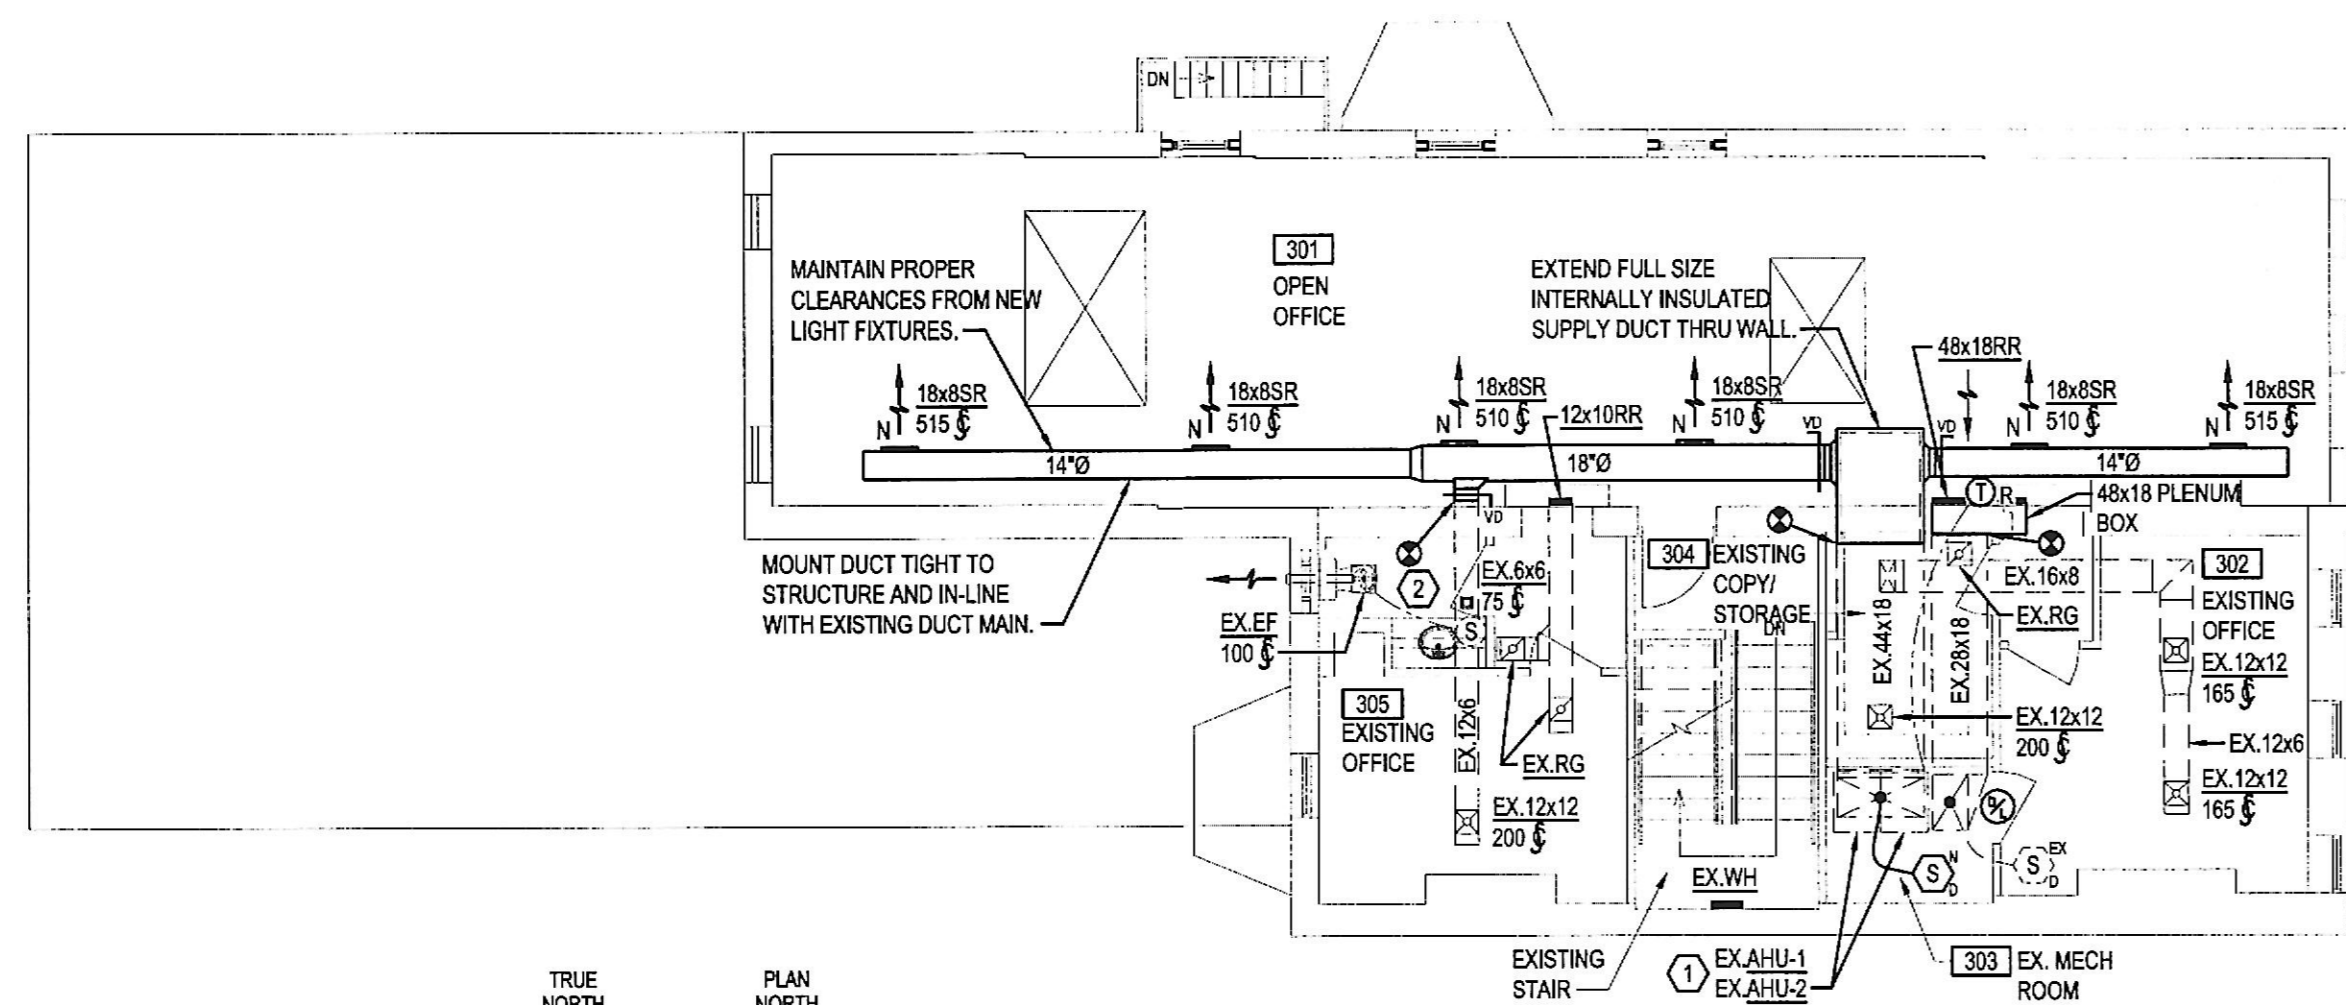 DN
MAINTAIN PROPER
CLEARANCES FROM NEW
LIGHT FIXTURES.
301
OPEN
OFFICE
EXTEND FULL SIZE
INTERNALLY INSULATED
SUPPLY DUCT THRU WALL.
48x18RR
N
18x8SR
515
N
18x8SR
510
N
18x8SR
510
12x10RR
N
18x8SR
510
VD
VD
N
18x8SR
510
N
18x8SR
515
14"Ø
18"Ø
14"Ø
T
R
48x18 PLENUM
BOX
VD
MOUNT DUCT TIGHT TO
STRUCTURE AND IN-LINE
WITH EXISTING DUCT MAIN.
2
EX.6x6
75
S
EX.EF
100
304
EXISTING
COPY/
STORAGE
DN
EX.16x8
EX.RG
302
EXISTING
OFFICE
EX.12x12
165
EX.44x18
EX.28x18
305
EXISTING
OFFICE
EX.12x6
EX.RG
EX.12x12
200
EX.12x12
200
EX.12x6
EX.12x12
165
EX.WH
S
N
D
S
EX
D
EXISTING
STAIR
1
EX.AHU-1
EX.AHU-2
303
EX. MECH
ROOM
TRUE
NORTH
PLAN
NORTH